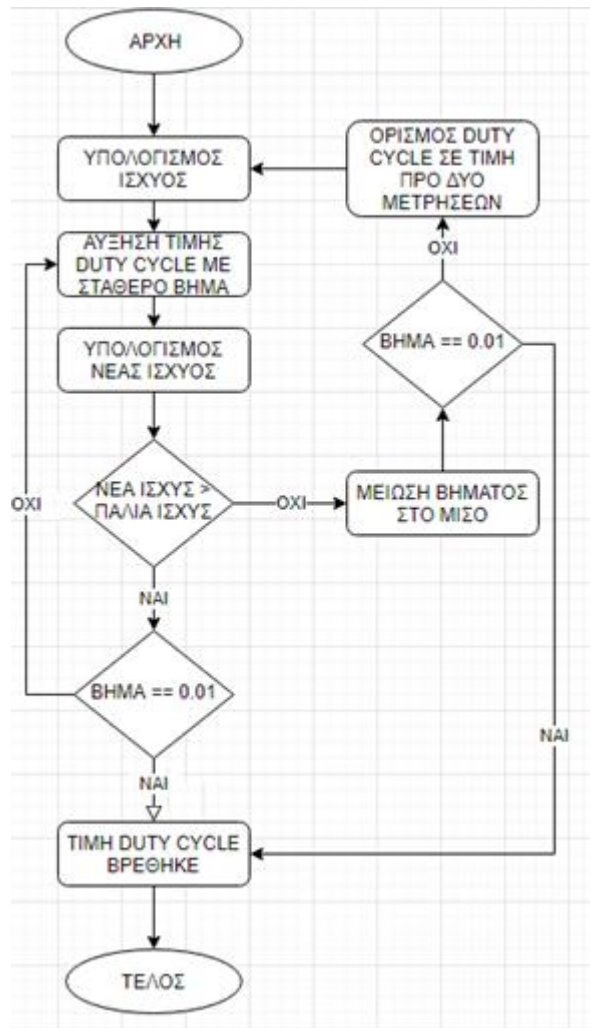 ΑΡΧΗ
ΥΠΟΛΟΓΙΣΜΟΣ
ΙΣΧΥΟΣ
ΟΡΙΣΜΟΣ DUTY
CYCLE ΣΕ ΤΙΜΗ
ΠΡΟ ΔΥΟ
ΜΕΤΡΗΣΕΩΝ
ΑΥΞΗΣΗ ΤΙΜΗΣ
DUTY CYCLE ΜΕ
ΣΤΑΘΕΡΟ ΒΗΜΑ
ΟΧΙ
ΥΠΟΛΟΓΙΣΜΟΣ
ΝΕΑΣ ΙΣΧΥΟΣ
ΒΗΜΑ == 0.01
ΝΕΑ ΙΣΧΥΣ >
ΠΑΛΙΑ ΙΣΧΥΣ
ΟΧΙ
ΜΕΙΩΣΗ ΒΗΜΑΤΟΣ
ΣΤΟ ΜΙΣΟ
ΟΧΙ
ΝΑΙ
ΒΗΜΑ == 0.01
ΝΑΙ
ΝΑΙ
ΤΙΜΗ DUTY CYCLE
ΒΡΕΘΗΚΕ
ΤΕΛΟΣ